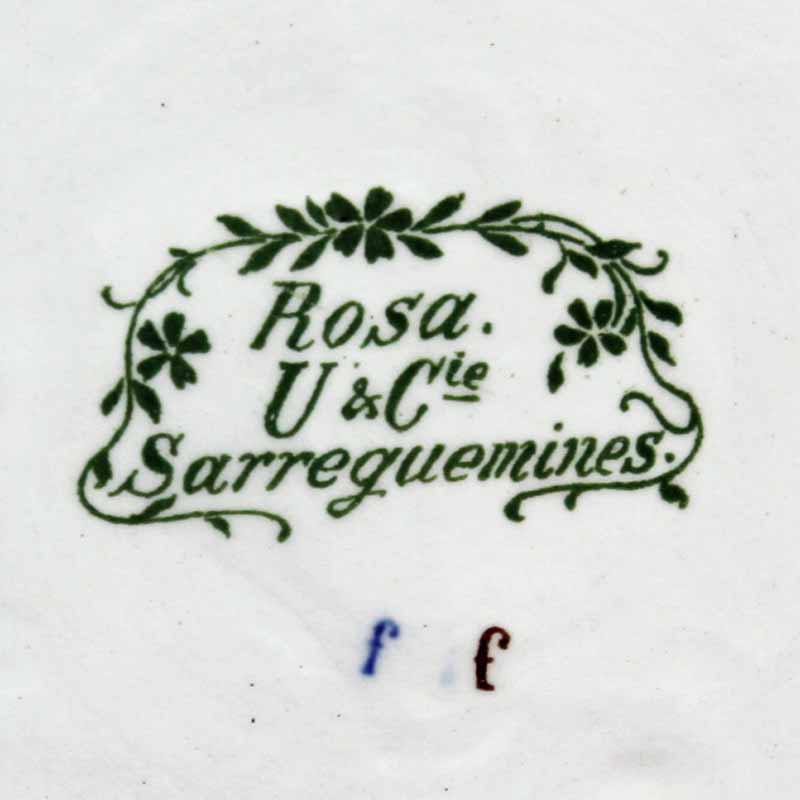 Rosa.
U & Cie
Sarreguemines.
f f